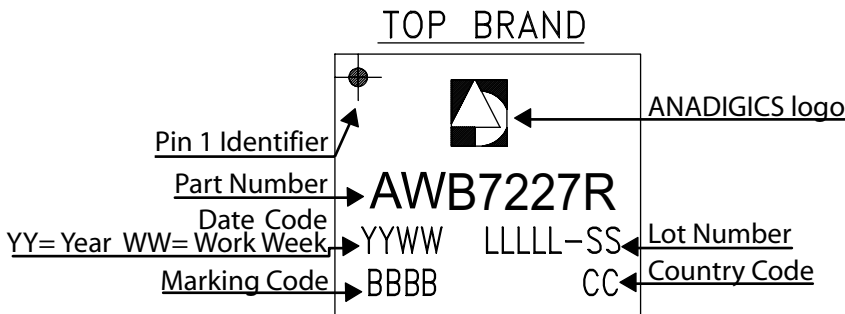 TOP BRAND
ANADIGICS logo
Pin 1 Identifier
Part Number
AWB7227R
Date Code
YY= Year WW= Work Week
YYWW LLLLL-SS
Lot Number
Marking Code
BBBB CC
Country Code